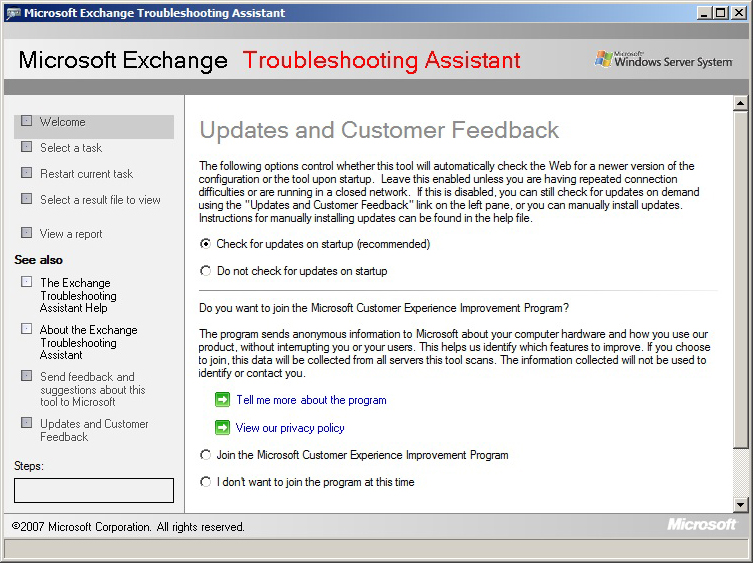 Microsoft Exchange Troubleshooting Assistant
Microsoft Exchange Troubleshooting Assistant
Microsoft
Windows Server System
Welcome
Select a task
Restart current task
Select a result file to view
View a report
See also
The Exchange
Troubleshooting
Assistant Help
About the Exchange
Troubleshooting
Assistant
Send feedback and
suggestions about this
tool to Microsoft
Updates and Customer
Feedback
Steps:
Updates and Customer Feedback
The following options control whether this tool will automatically check the Web for a newer version of the
configuration or the tool upon startup. Leave this enabled unless you are having repeated connection
difficulties or are running in a closed network. If this is disabled, you can still check for updates on demand
using the "Updates and Customer Feedback" link on the left pane, or you can manually install updates.
Instructions for manually installing updates can be found in the help file.
Check for updates on startup (recommended)
Do not check for updates on startup
Do you want to join the Microsoft Customer Experience Improvement Program?
The program sends anonymous information to Microsoft about your computer hardware and how you use our
product, without interrupting you or your users. This helps us identify which features to improve. If you choose
to join, this data will be collected from all servers this tool scans. The information collected will not be used to
identify or contact you.
Tell me more about the program
View our privacy policy
Join the Microsoft Customer Experience Improvement Program
I don't want to join the program at this time
©2007 Microsoft Corporation. All rights reserved.
Microsoft